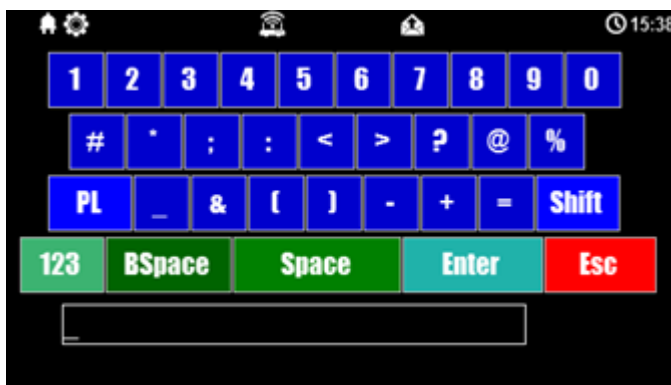 15:38
1 2 3 4 5 6 7 8 9 0
# * ; : < > ? @ %
PL _ & ( ) - + = Shift
123 BSpace Space Enter Esc
_